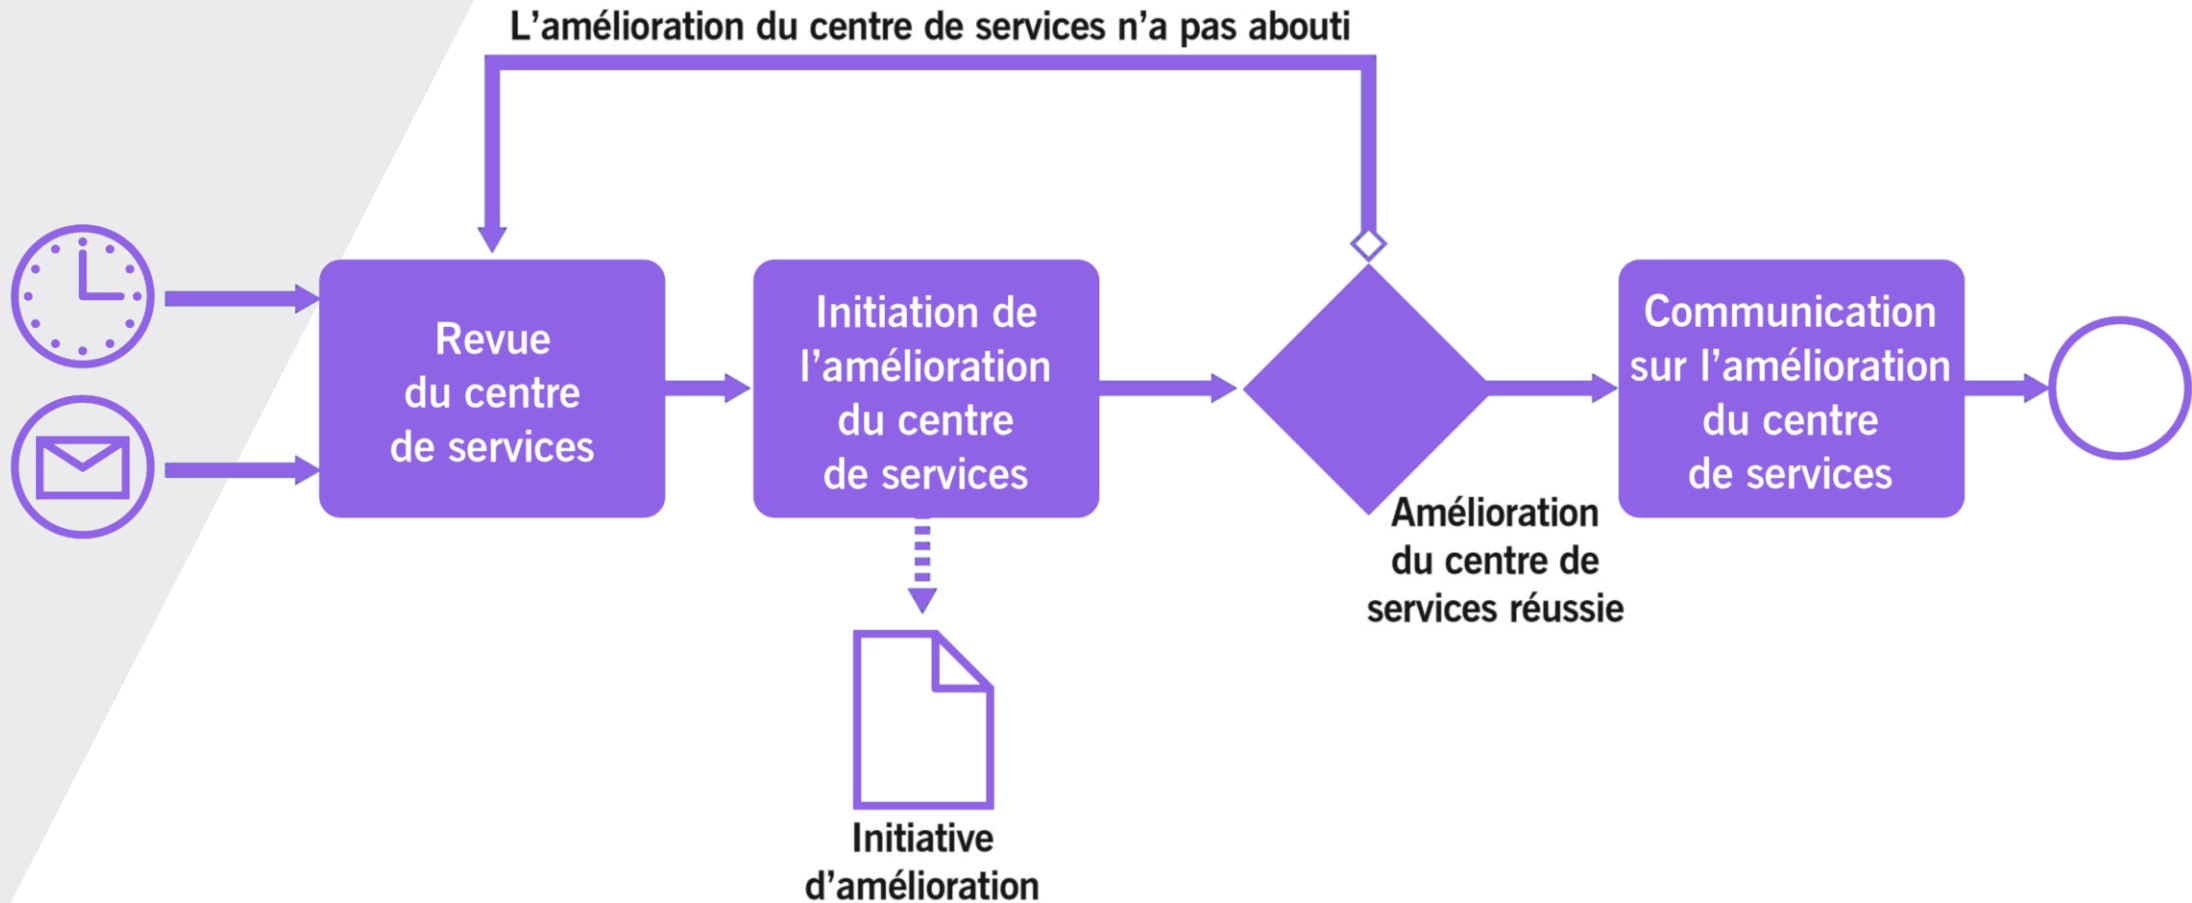 L’amélioration du centre de services n’a pas abouti
Revue
du centre
de services
Initiation de
l’amélioration
du centre
de services
Amélioration
du centre de
services réussie
Communication
sur l’amélioration
du centre
de services
Initiative
d’amélioration